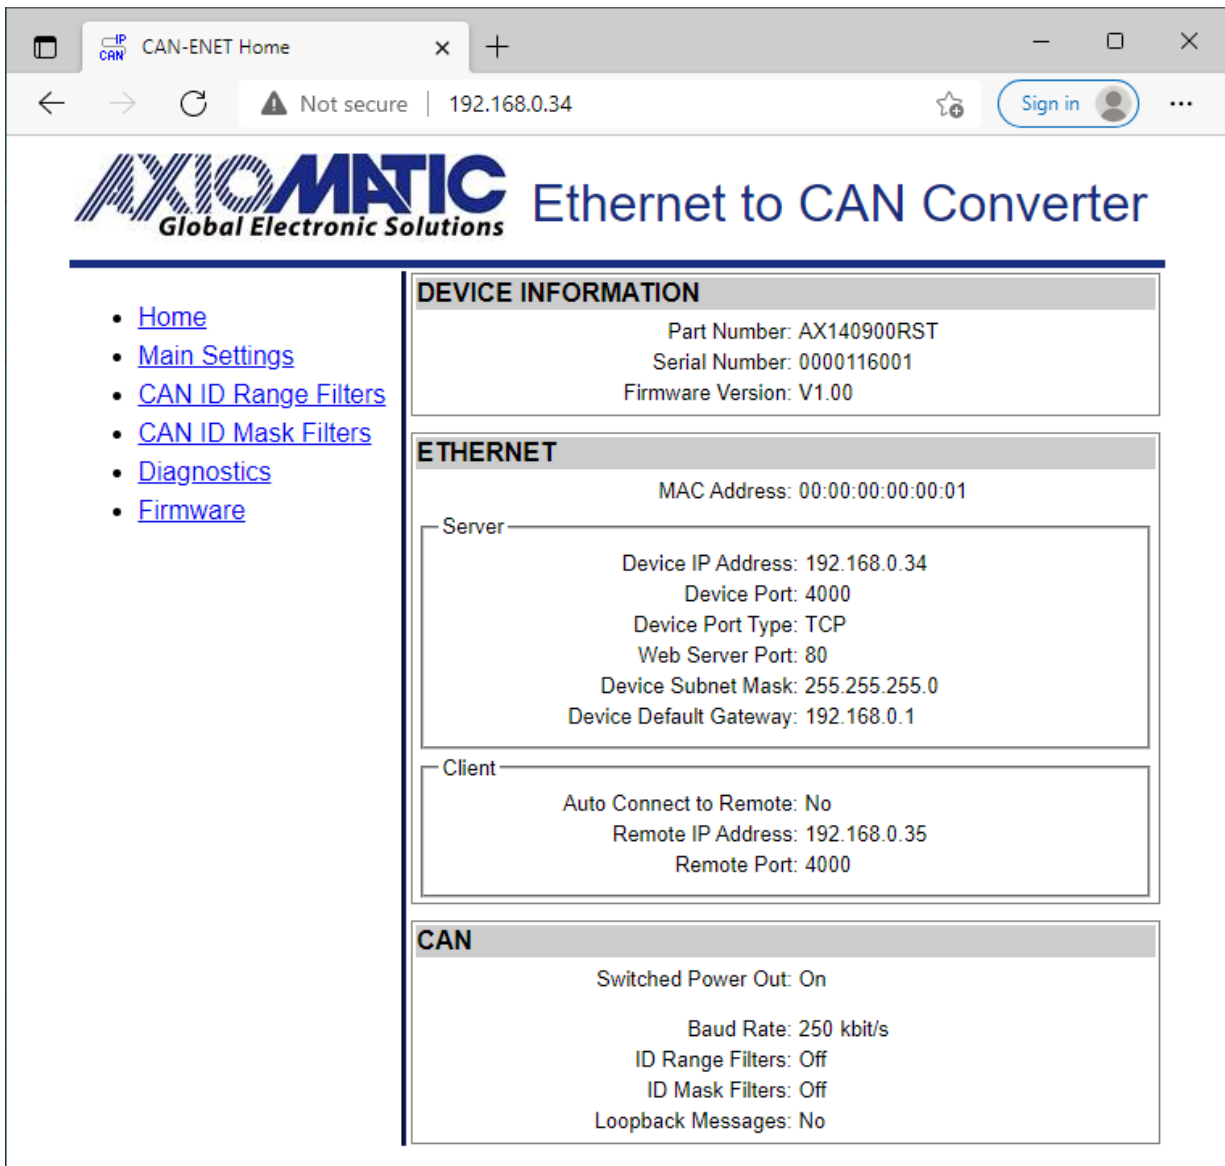 IP
CAN
CAN-ENET Home
Not secure
192.168.0.34
Sign in
AXIOMATIC
Global Electronic Solutions
Ethernet to CAN Converter
Home
Main Settings
CAN ID Range Filters
CAN ID Mask Filters
Diagnostics
Firmware
DEVICE INFORMATION
Part Number: AX140900RST
Serial Number: 0000116001
Firmware Version: V1.00
ETHERNET
MAC Address: 00:00:00:00:00:01
Server
Device IP Address: 192.168.0.34
Device Port: 4000
Device Port Type: TCP
Web Server Port: 80
Device Subnet Mask: 255.255.255.0
Device Default Gateway: 192.168.0.1
Client
Auto Connect to Remote: No
Remote IP Address: 192.168.0.35
Remote Port: 4000
CAN
Switched Power Out: On
Baud Rate: 250 kbit/s
ID Range Filters: Off
ID Mask Filters: Off
Loopback Messages: No